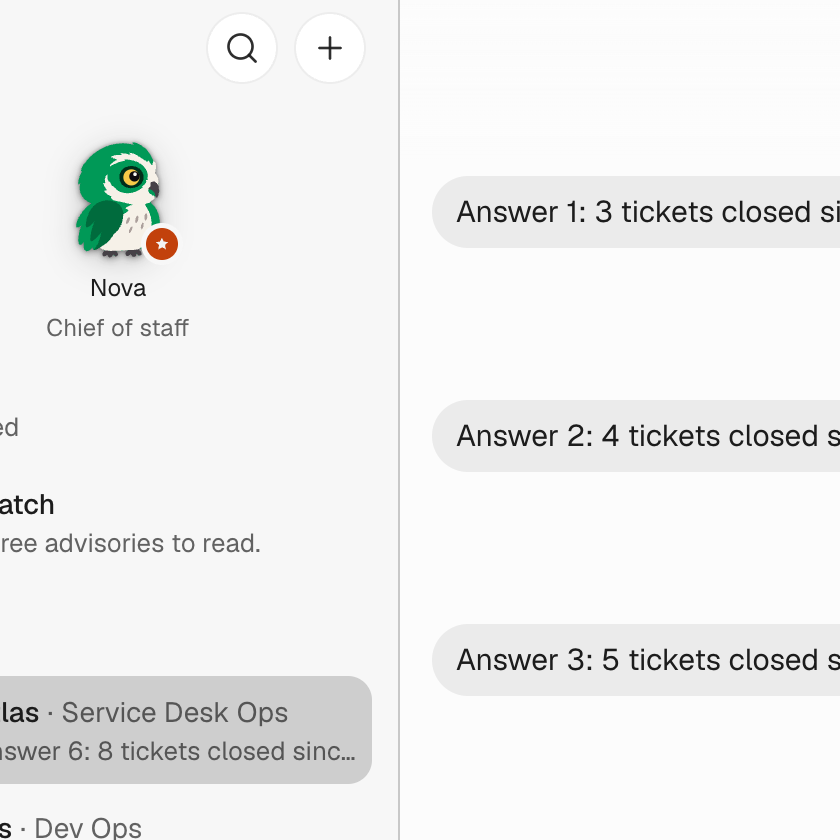 Nova
Chief of staff
ed
atch
ree advisories to read.
las · Service Desk Ops
nswer 6: 8 tickets closed sinc…
s · Dev Ops
Answer 1: 3 tickets closed si
Answer 2: 4 tickets closed s
Answer 3: 5 tickets closed s